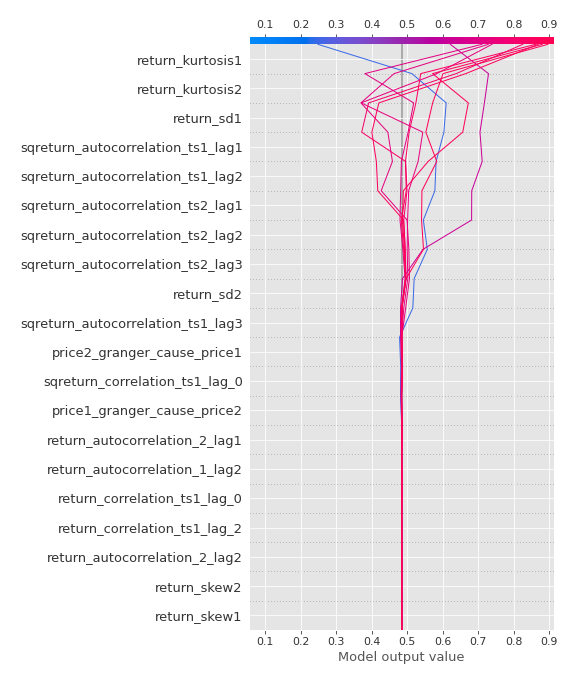 0.1 0.2 0.3 0.4 0.5 0.6 0.7 0.8 0.9
return_kurtosis1
return_kurtosis2
return_sd1
sqreturn_autocorrelation_ts1_lag1
sqreturn_autocorrelation_ts1_lag2
sqreturn_autocorrelation_ts2_lag1
sqreturn_autocorrelation_ts2_lag2
sqreturn_autocorrelation_ts2_lag3
return_sd2
sqreturn_autocorrelation_ts1_lag3
price2_granger_cause_price1
sqreturn_correlation_ts1_lag_0
price1_granger_cause_price2
return_autocorrelation_2_lag1
return_autocorrelation_1_lag2
return_correlation_ts1_lag_0
return_correlation_ts1_lag_2
return_autocorrelation_2_lag2
return_skew2
return_skew1
0.1 0.2 0.3 0.4 0.5 0.6 0.7 0.8 0.9
Model output value